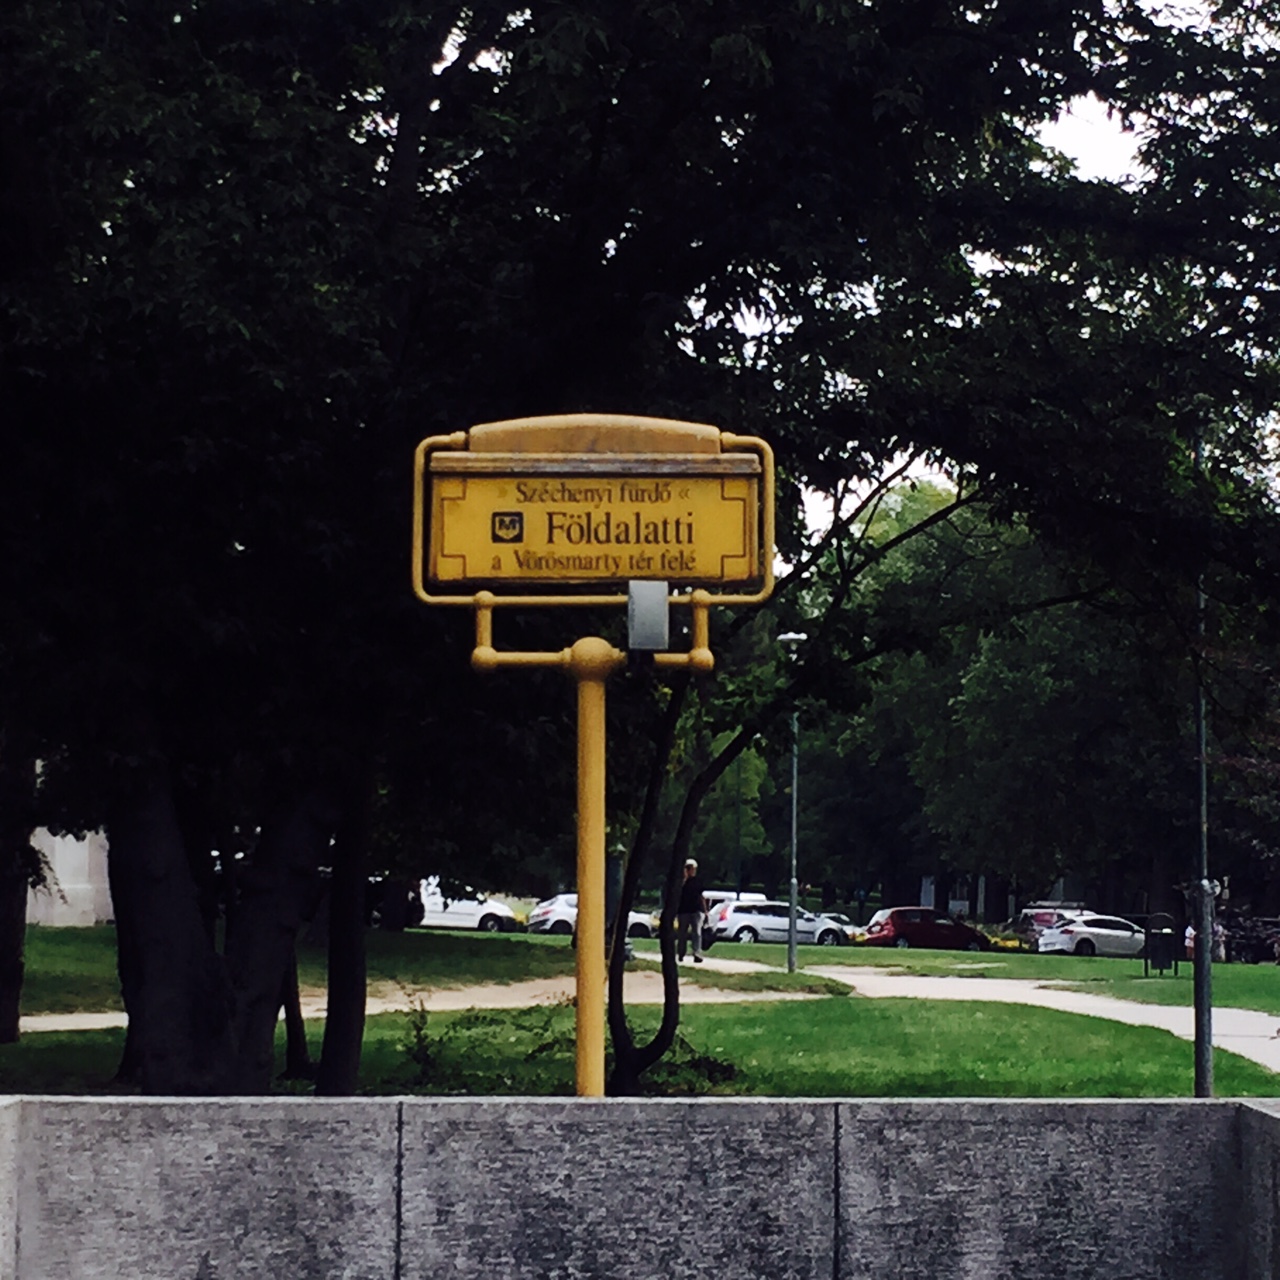 » Széchenyi fürdő «
M Földalatti
a Vörösmarty tér felé